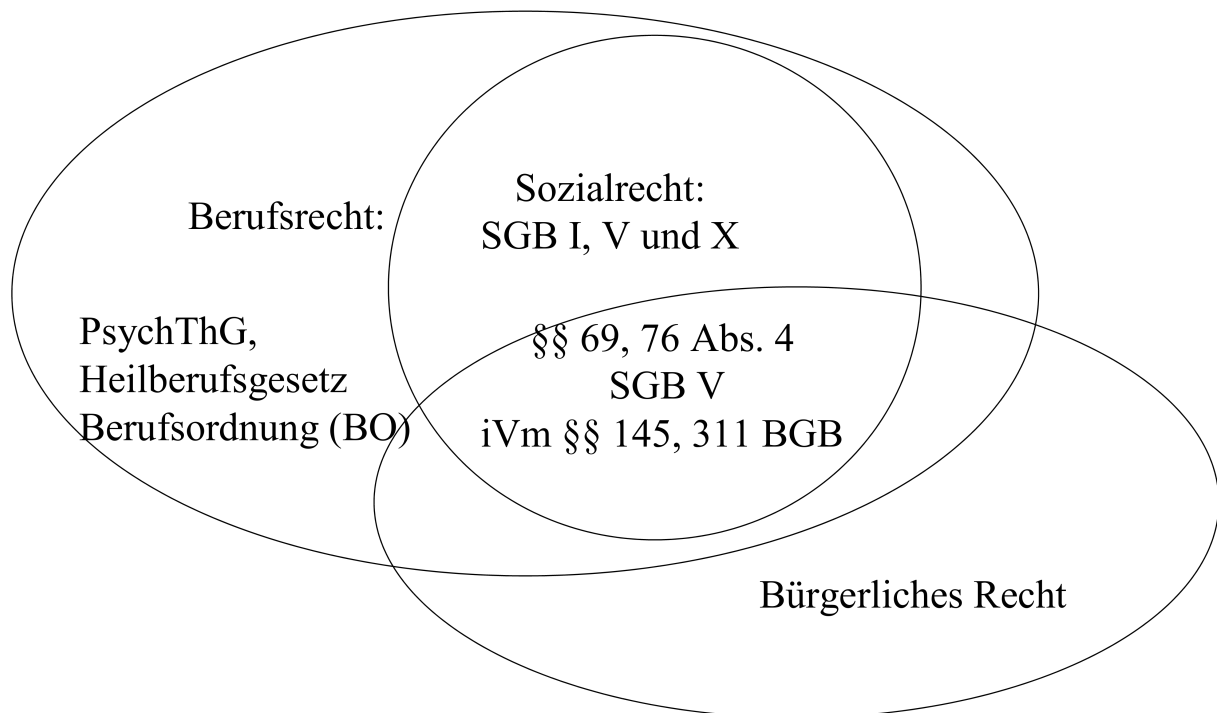 Sozialrecht:
SGB I, V und X
Berufsrecht:
PsychThG,
Heilberufsgesetz
Berufsordnung (BO)
§§ 69, 76 Abs. 4
SGB V
iVm §§ 145, 311 BGB
Bürgerliches Recht